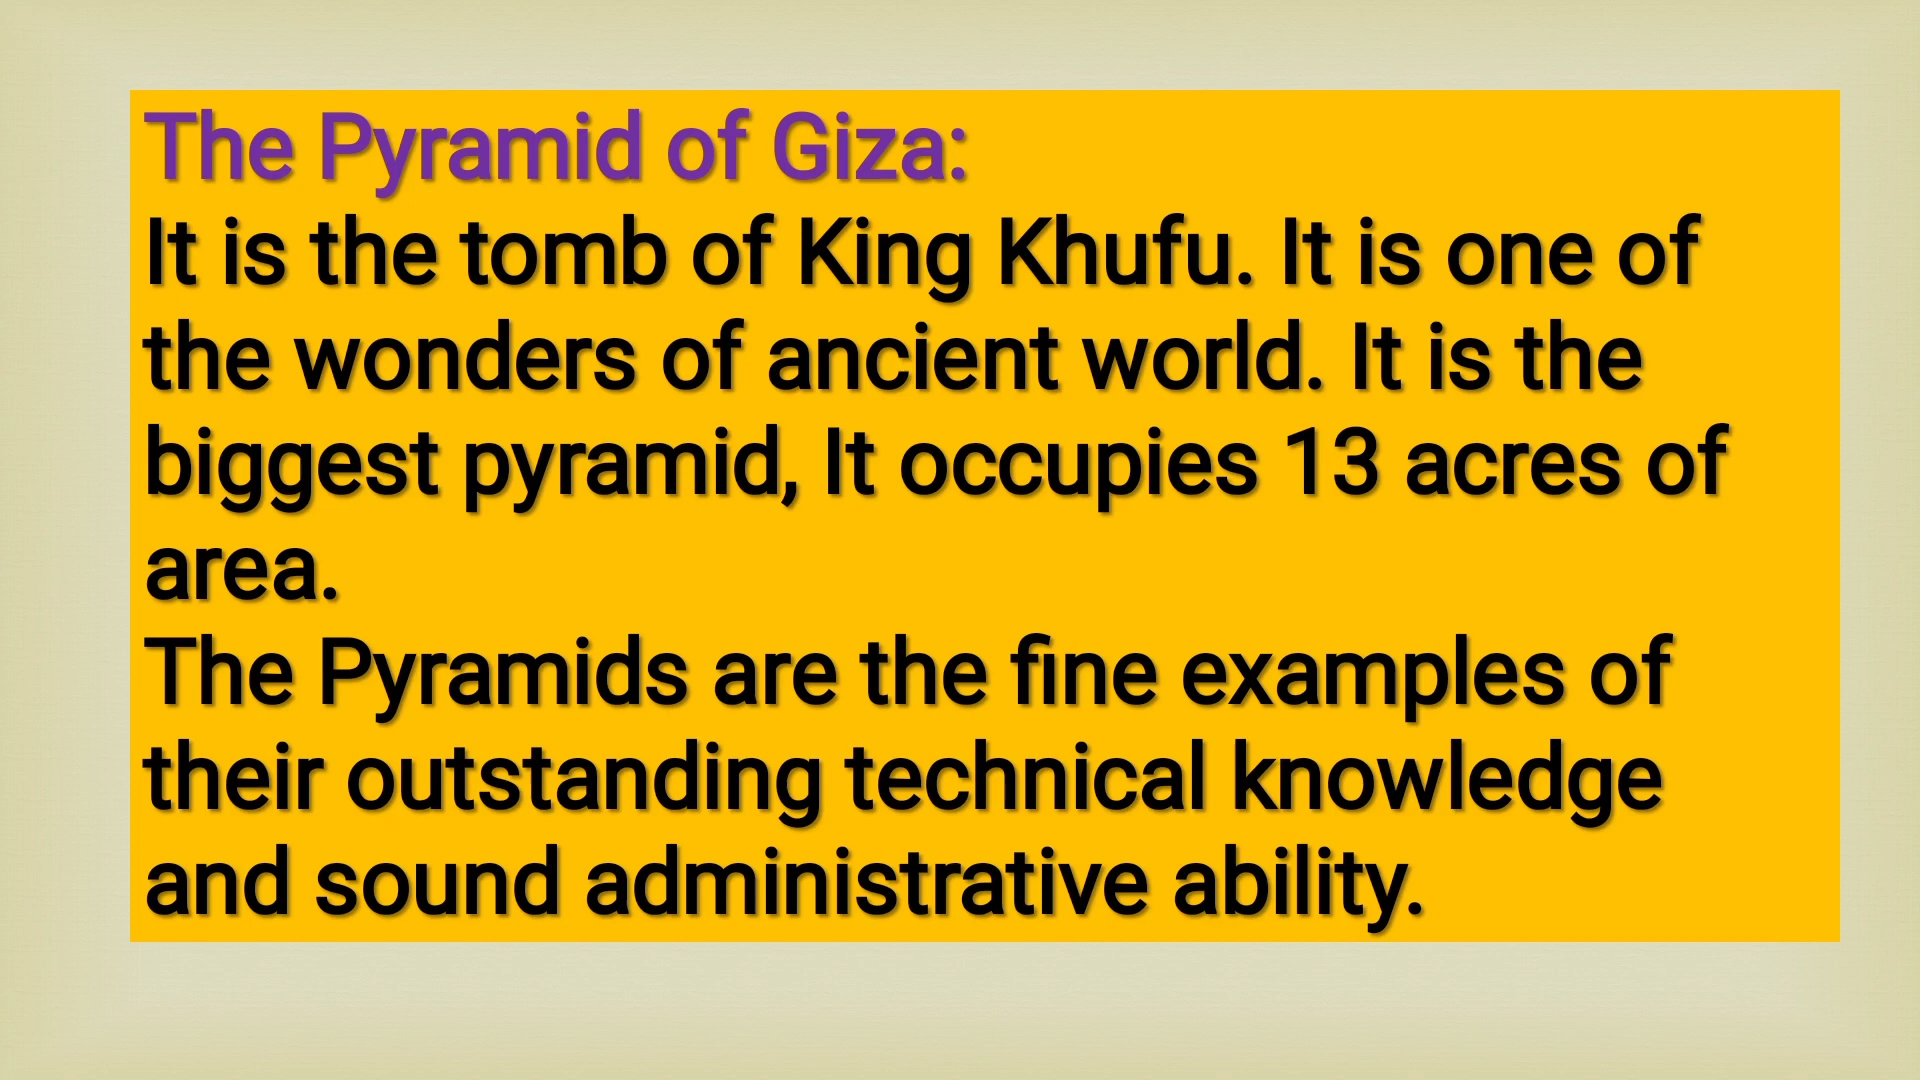 The Pyramid of Giza:
It is the tomb of King Khufu. It is one of
the wonders of ancient world. It is the
biggest pyramid, It occupies 13 acres of
area.
The Pyramids are the fine examples of
their outstanding technical knowledge
and sound administrative ability.